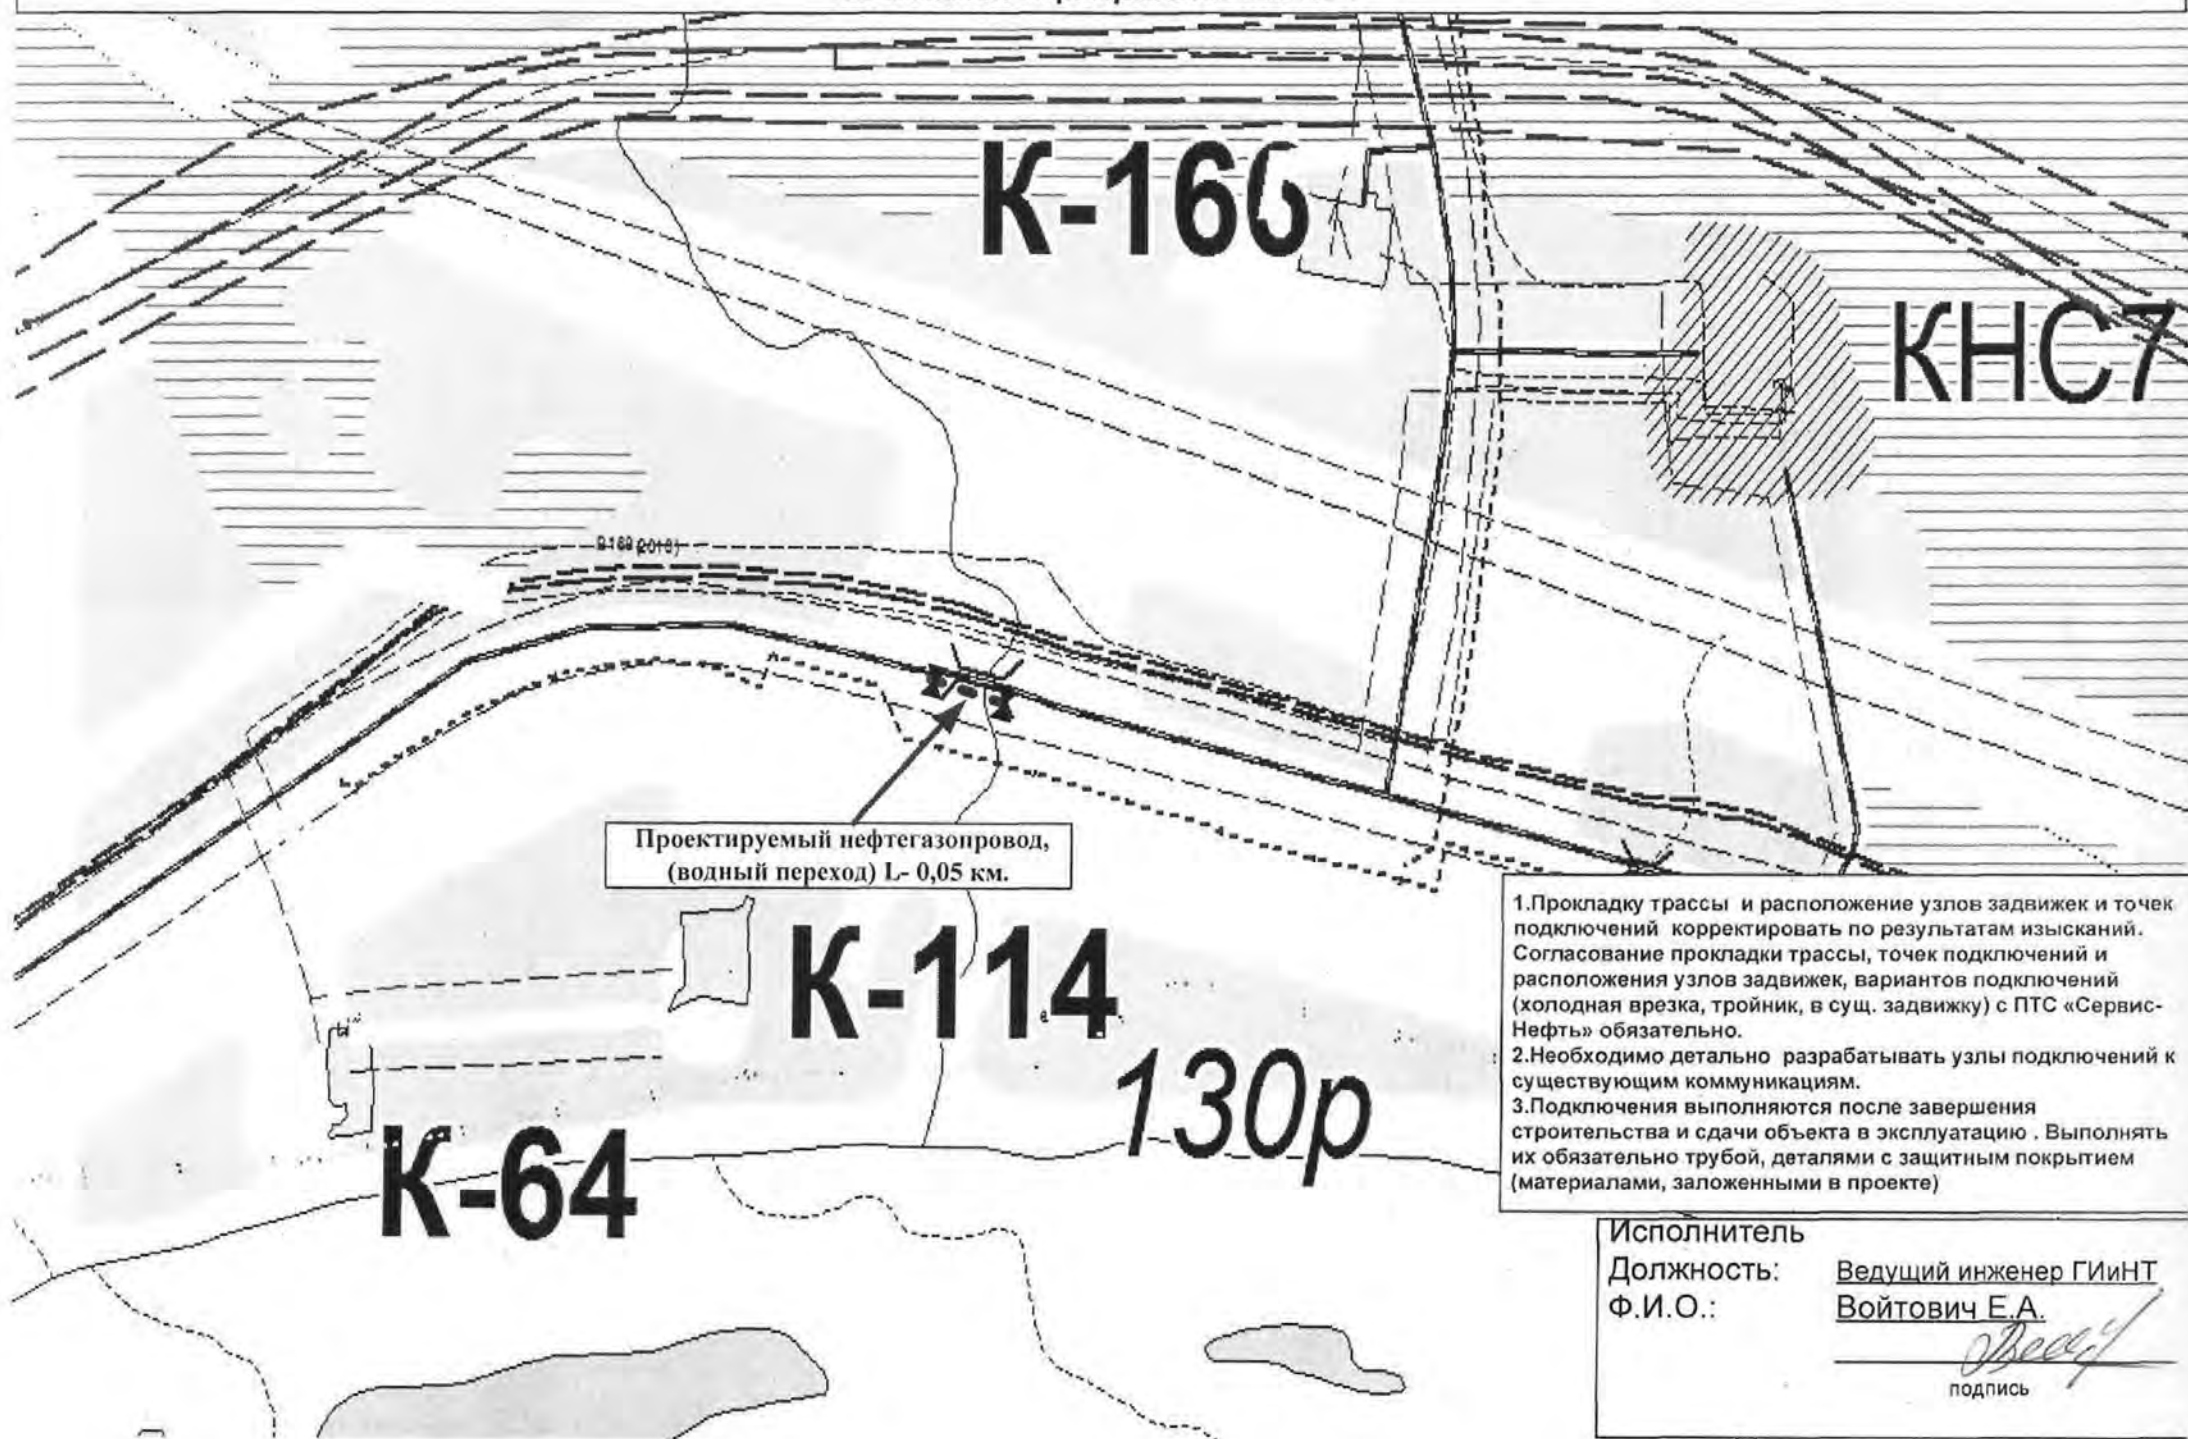 К-166
КНС7
Проектируемый нефтегазопровод,
(водный переход) L- 0,05 км.
К-114
130р
К-64
1.Прокладку трассы и расположение узлов задвижек и точек
подключений корректировать по результатам изысканий.
Согласование прокладки трассы, точек подключений и
расположения узлов задвижек, вариантов подключений
(холодная врезка, тройник, в сущ. задвижку) с ПТС «Сервис-
Нефть» обязательно.
2.Необходимо детально разрабатывать узлы подключений к
существующим коммуникациям.
3.Подключения выполняются после завершения
строительства и сдачи объекта в эксплуатацию . Выполнять
их обязательно трубой, деталями с защитным покрытием
(материалами, заложенными в проекте)
Исполнитель
Должность: Ведущий инженер ГИиНТ
Ф.И.О.: Войтович Е.А.
подпись